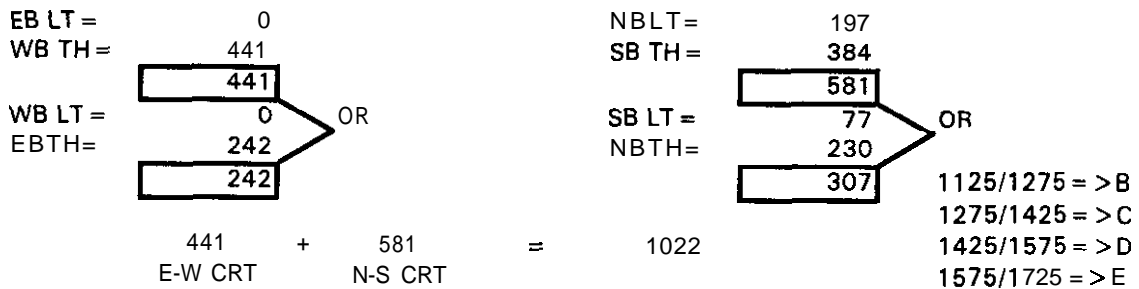 EB LT = 0
WB TH = 441
441
WB LT = 0
EBTH= 242
242
OR
NBLT= 197
SB TH = 384
581
SB LT = 77
NBTH= 230
307
OR
1125/1275 = >B
1275/1425 = >C
1425/1575 = >D
1575/1725 = >E
441 + 581 = 1022
E-W CRT N-S CRT